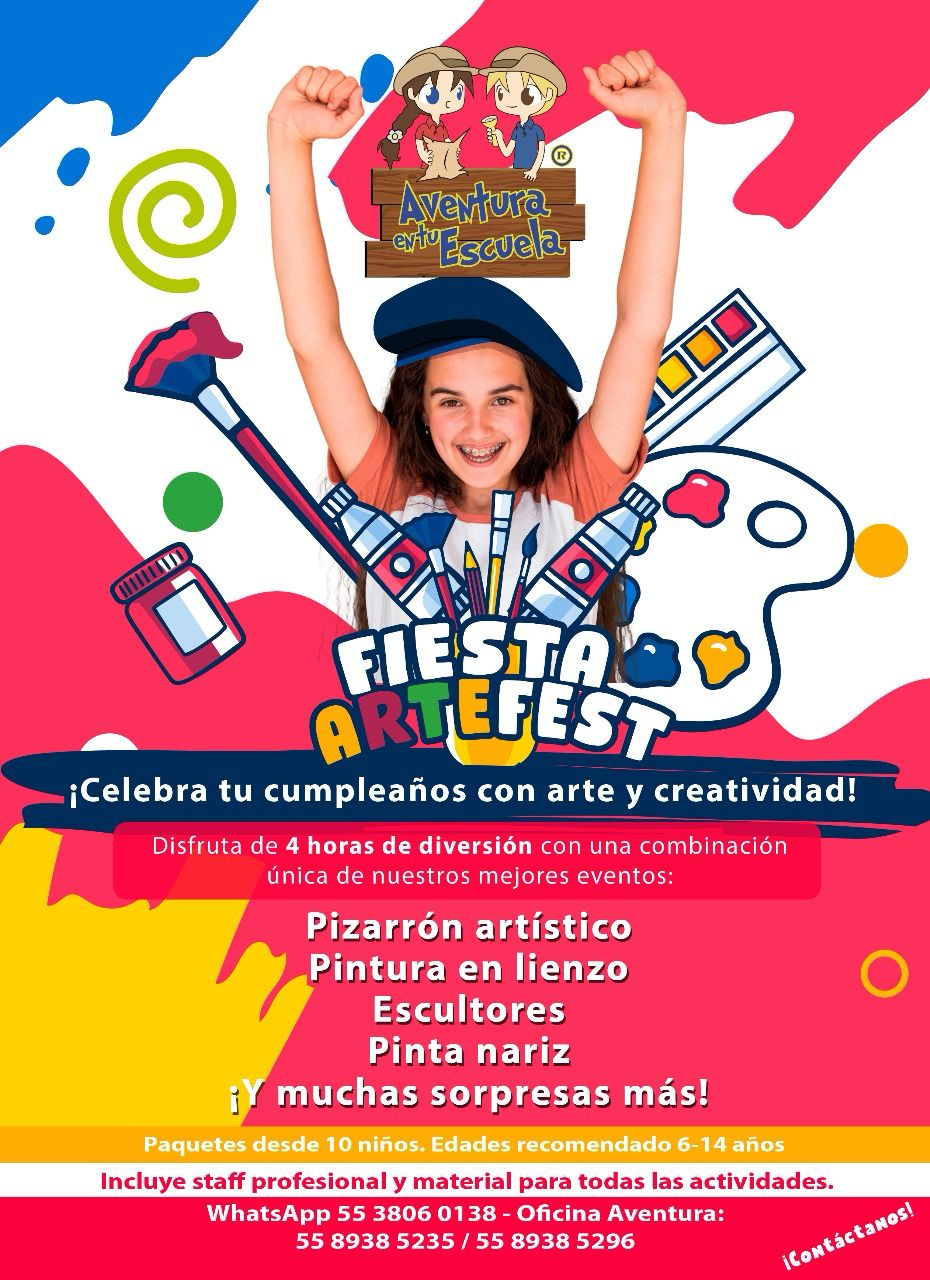 ®
Aventura
en tu Escuela
FIESTA
ARTEFEST
¡Celebra tu cumpleaños con arte y creatividad!
Disfruta de 4 horas de diversión con una combinación
única de nuestros mejores eventos:
Pizarrón artístico
Pintura en lienzo
Escultores
Pinta nariz
¡Y muchas sorpresas más!
Paquetes desde 10 niños. Edades recomendado 6-14 años
Incluye staff profesional y material para todas las actividades.
WhatsApp 55 3806 0138 - Oficina Aventura:
55 8938 5235 / 55 8938 5296
¡Contáctanos!